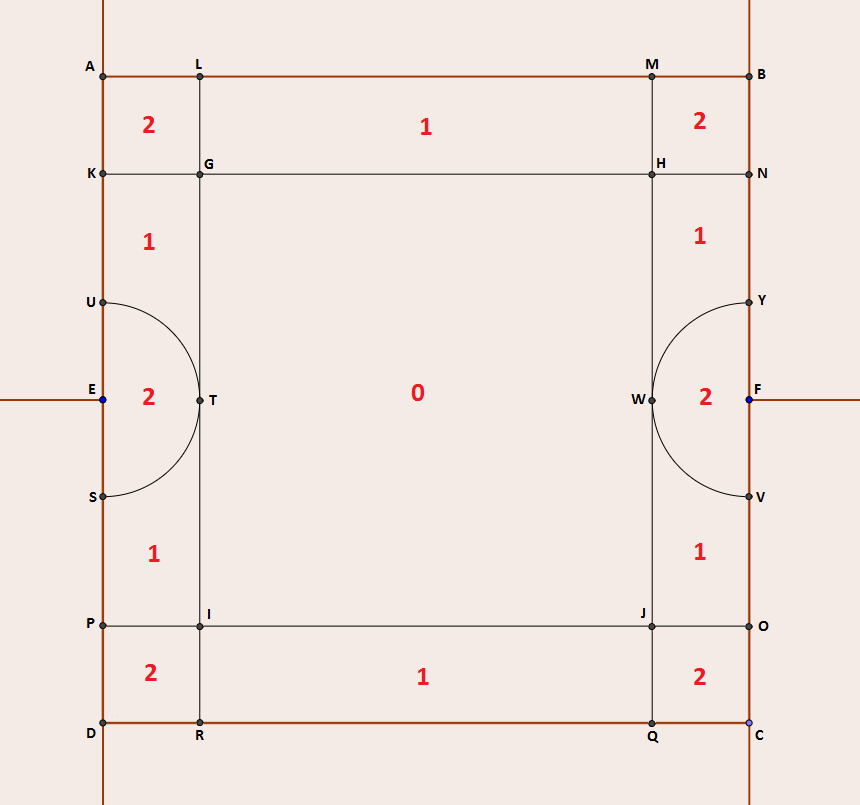 A L M B
2 1 2
K G H N
1 1
U Y
E 2 T 0 W 2 F
S V
1 1
P I J O
2 1 2
D R Q C